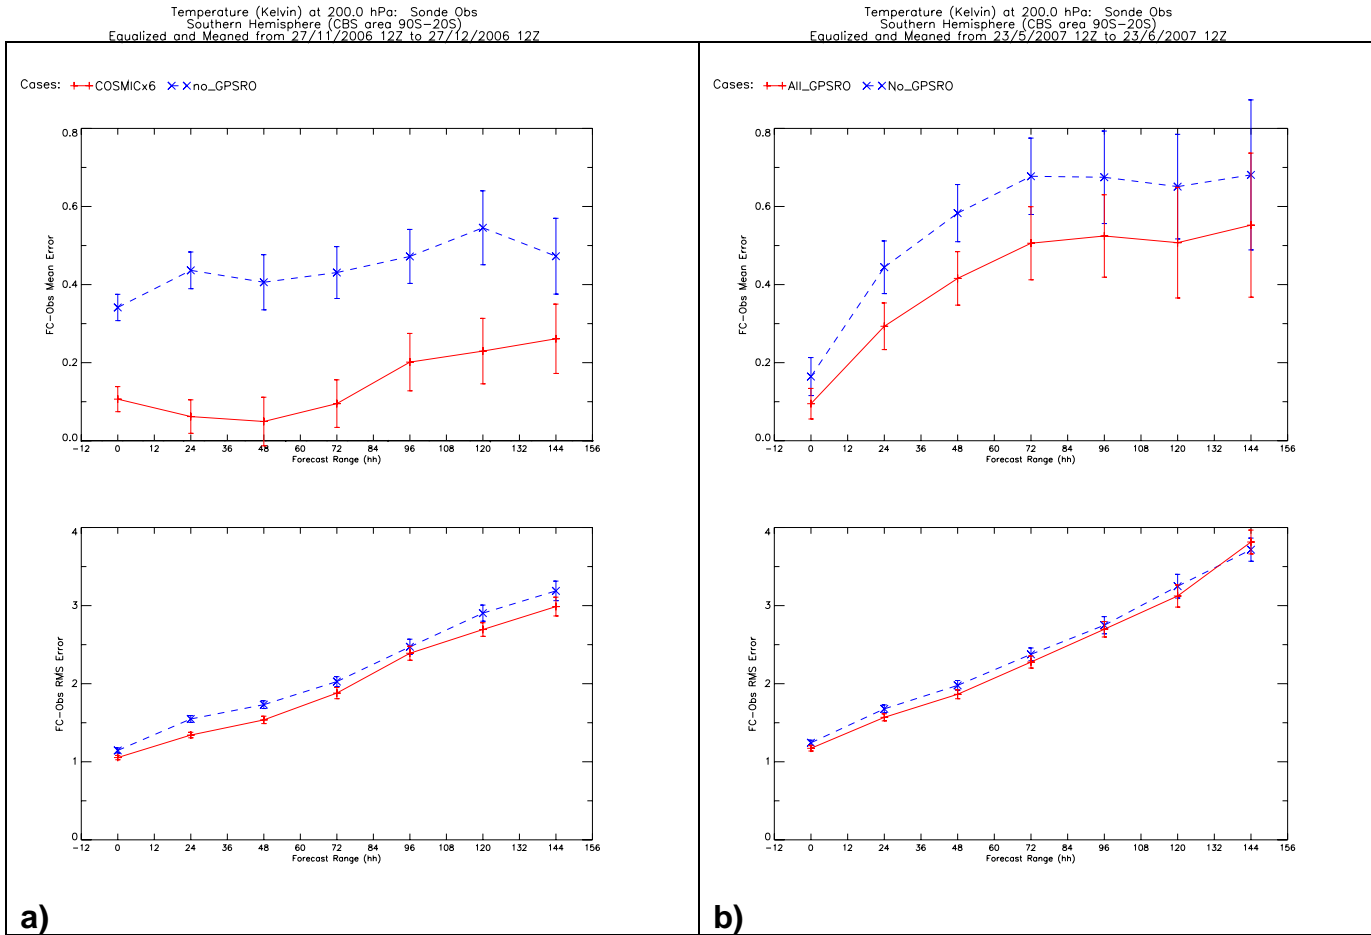 Temperature (Kelvin) at 200.0 hPa: Sonde Obs
Southern Hemisphere (CBS area 90S-20S)
Equalized and Meaned from 27/11/2006 12Z to 27/12/2006 12Z
Cases: COSMICx6 no_GPSRO
0.8
0.6
0.4
0.2
0.0
FC-Obs Mean Error
-12 0 12 24 36 48 60 72 84 96 108 120 132 144 156
Forecast Range (hh)
4
3
2
1
0
FC-Obs RMS Error
-12 0 12 24 36 48 60 72 84 96 108 120 132 144 156
Forecast Range (hh)
a)
Temperature (Kelvin) at 200.0 hPa: Sonde Obs
Southern Hemisphere (CBS area 90S-20S)
Equalized and Meaned from 23/5/2007 12Z to 23/6/2007 12Z
Cases: All_GPSRO No_GPSRO
0.8
0.6
0.4
0.2
0.0
FC-Obs Mean Error
-12 0 12 24 36 48 60 72 84 96 108 120 132 144 156
Forecast Range (hh)
4
3
2
1
0
FC-Obs RMS Error
-12 0 12 24 36 48 60 72 84 96 108 120 132 144 156
Forecast Range (hh)
b)